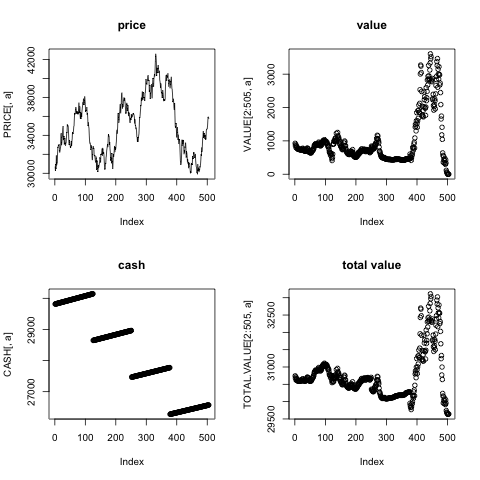 price
PRICE[, a]
30000 34000 38000 42000
0 100 200 300 400 500
Index
value
VALUE[2:505, a]
0 1000 2000 3000
0 100 200 300 400 500
Index
cash
CASH[, a]
27000 29000
0 100 200 300 400 500
Index
total value
TOTAL.VALUE[2:505, a]
29500 31000 32500
0 100 200 300 400 500
Index